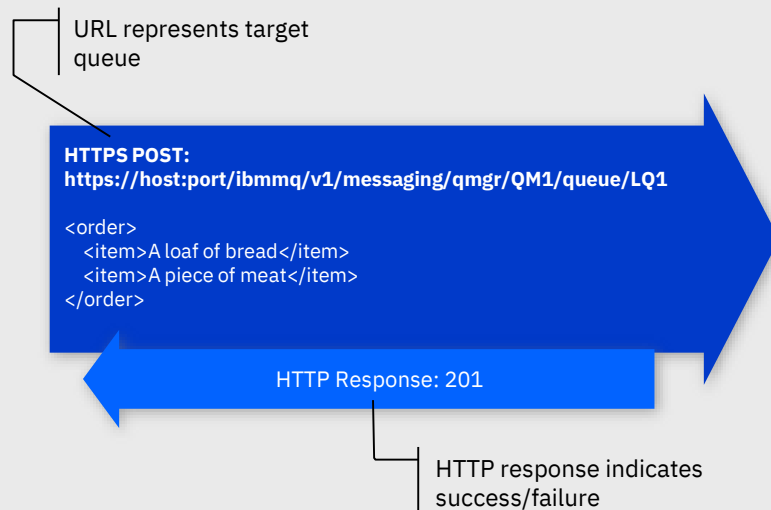 URL represents target
queue
HTTPS POST:
https://host:port/ibmmq/v1/messaging/qmgr/QM1/queue/LQ1
<order>
<item>A loaf of bread</item>
<item>A piece of meat</item>
</order>
HTTP Response: 201
HTTP response indicates
success/failure